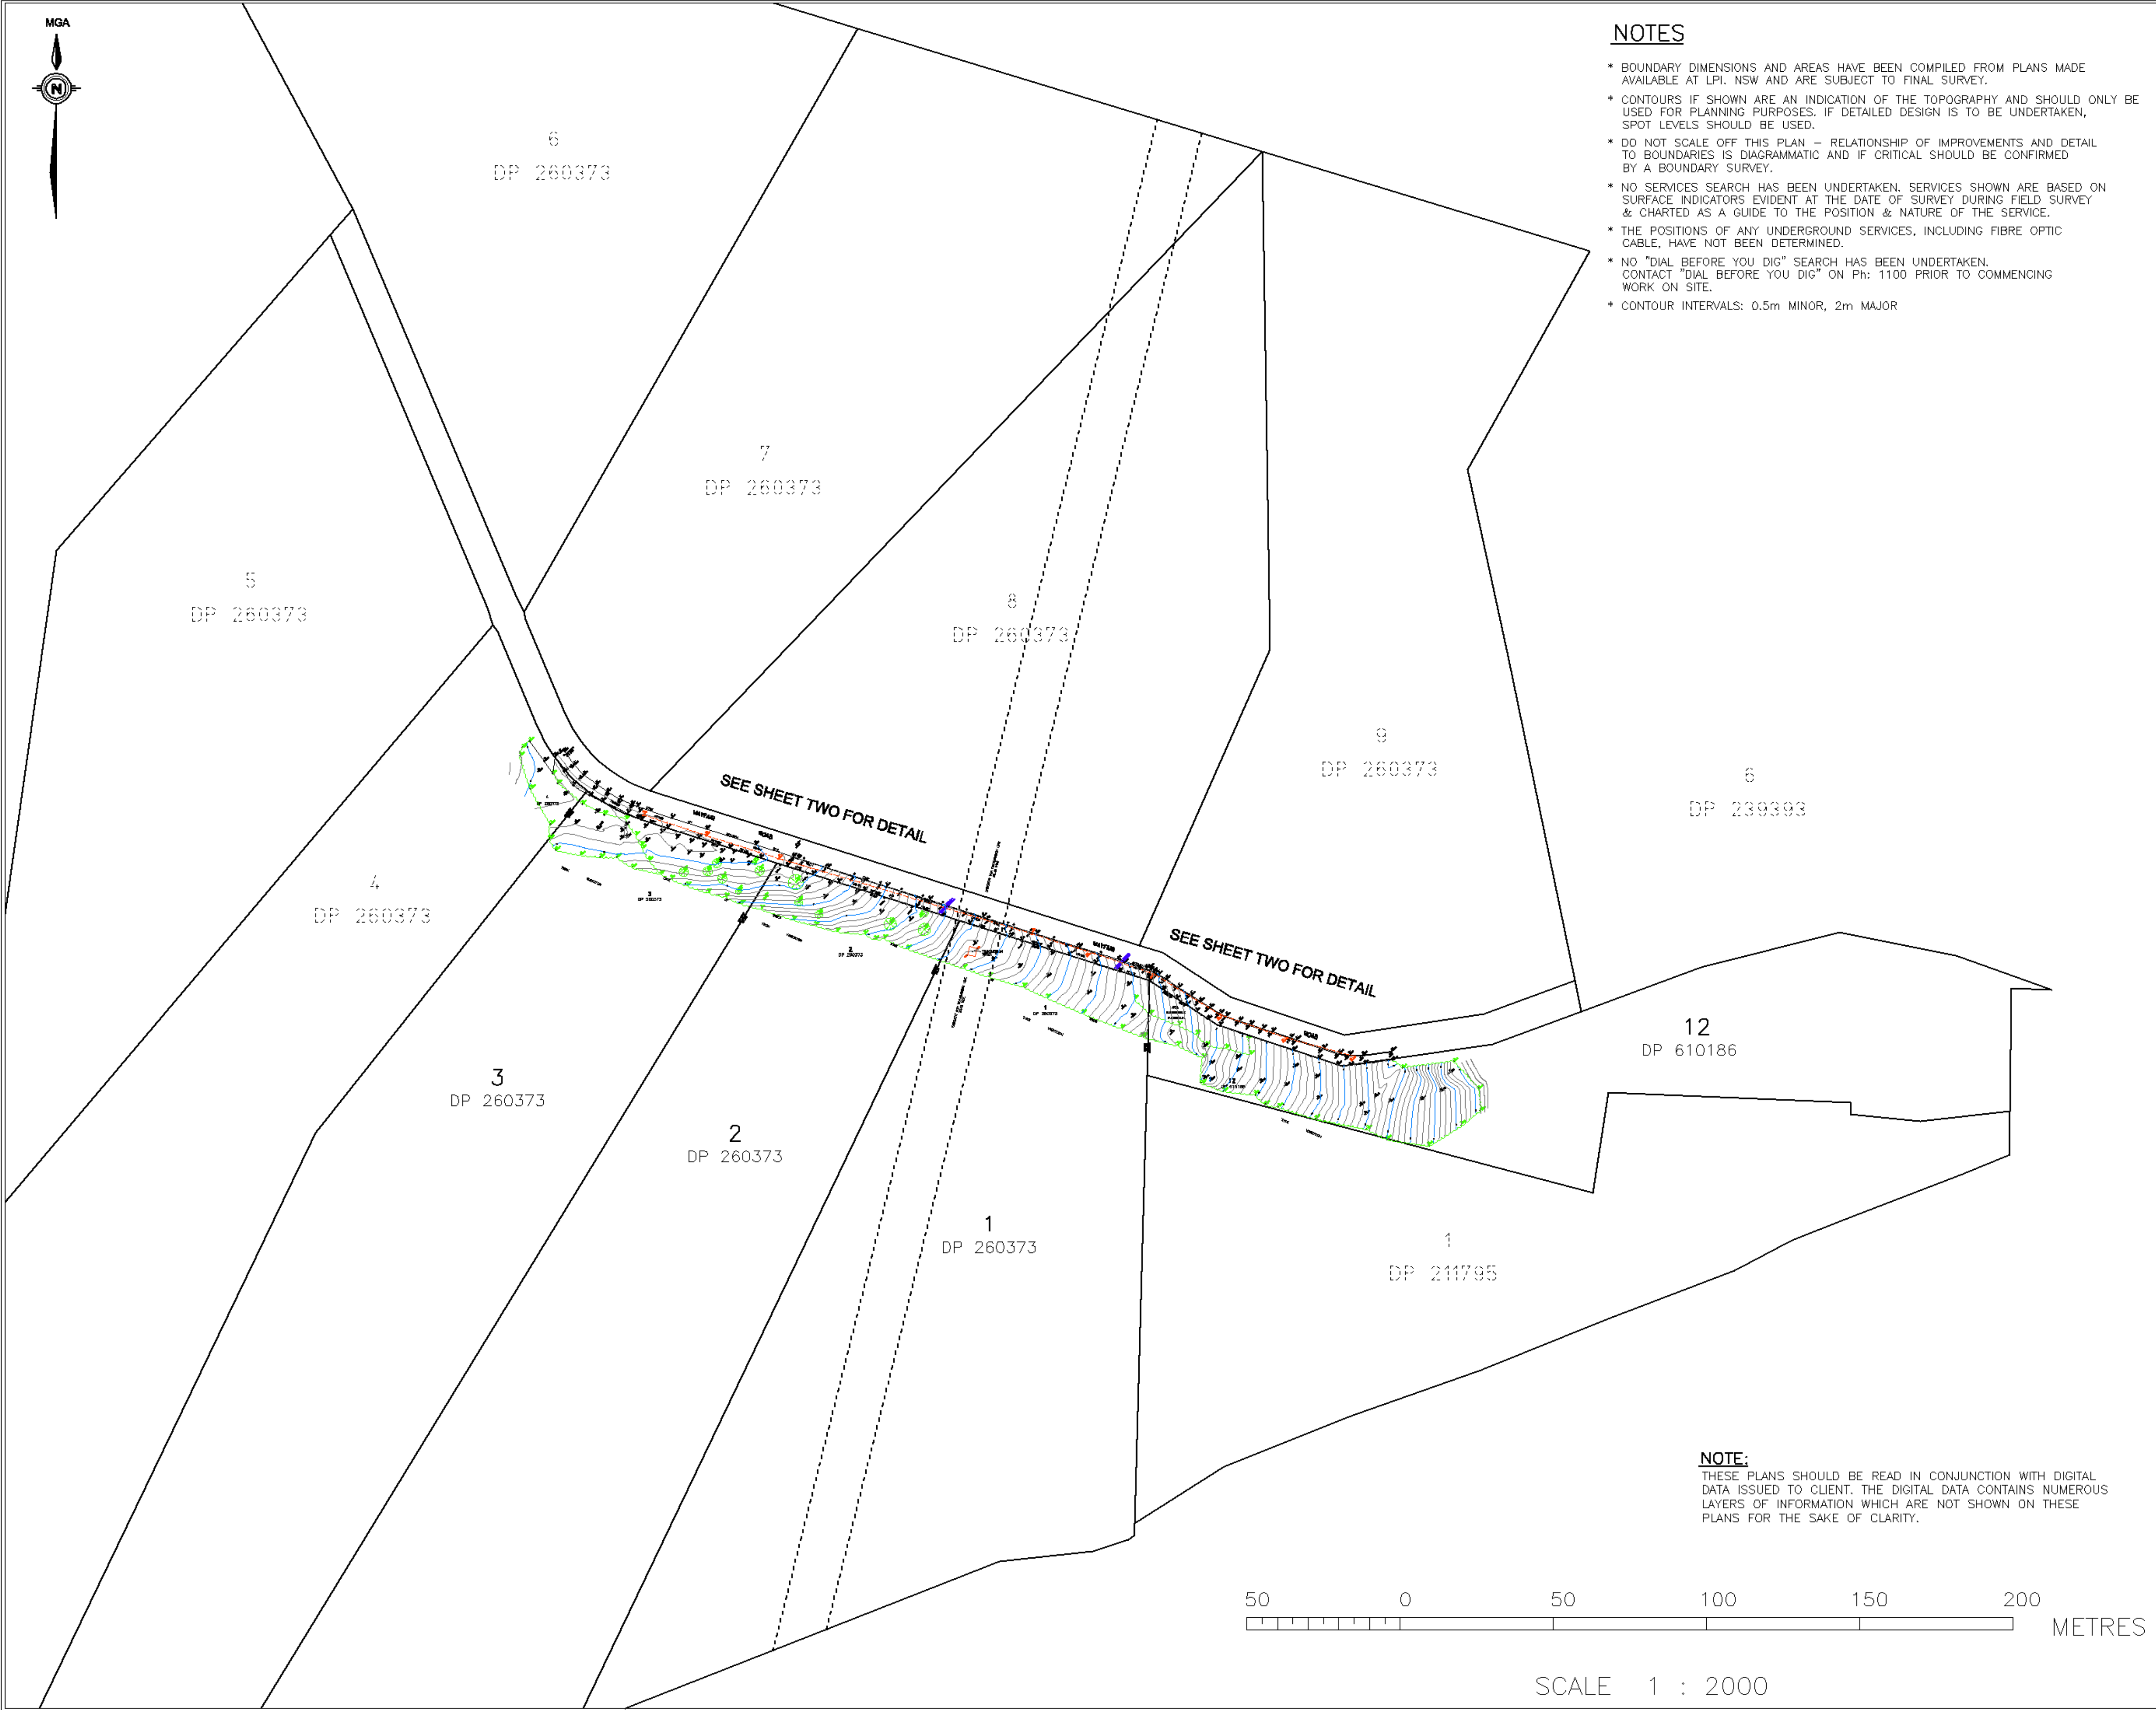 MGA
N
NOTES
* BOUNDARY DIMENSIONS AND AREAS HAVE BEEN COMPILED FROM PLANS MADE
AVAILABLE AT LPI. NSW AND ARE SUBJECT TO FINAL SURVEY.
* CONTOURS IF SHOWN ARE AN INDICATION OF THE TOPOGRAPHY AND SHOULD ONLY BE
USED FOR PLANNING PURPOSES. IF DETAILED DESIGN IS TO BE UNDERTAKEN,
SPOT LEVELS SHOULD BE USED.
* DO NOT SCALE OFF THIS PLAN – RELATIONSHIP OF IMPROVEMENTS AND DETAIL
TO BOUNDARIES IS DIAGRAMMATIC AND IF CRITICAL SHOULD BE CONFIRMED
BY A BOUNDARY SURVEY.
* NO SERVICES SEARCH HAS BEEN UNDERTAKEN. SERVICES SHOWN ARE BASED ON
SURFACE INDICATORS EVIDENT AT THE DATE OF SURVEY DURING FIELD SURVEY
& CHARTED AS A GUIDE TO THE POSITION & NATURE OF THE SERVICE.
* THE POSITIONS OF ANY UNDERGROUND SERVICES, INCLUDING FIBRE OPTIC
CABLE, HAVE NOT BEEN DETERMINED.
* NO "DIAL BEFORE YOU DIG" SEARCH HAS BEEN UNDERTAKEN.
CONTACT "DIAL BEFORE YOU DIG" ON Ph: 1100 PRIOR TO COMMENCING
WORK ON SITE.
* CONTOUR INTERVALS: 0.5m MINOR, 2m MAJOR
6
DP 260373
7
DP 260373
5
DP 260373
8
DP 260373
9
DP 260373
6
DP 239393
SEE SHEET TWO FOR DETAIL
ROAD
4
DP 260373
SEE SHEET TWO FOR DETAIL
ROAD
3
DP 260373
2
DP 260373
1
DP 260373
12
DP 610186
3
DP 260373
2
DP 260373
1
DP 260373
1
DP 211795
NOTE:
THESE PLANS SHOULD BE READ IN CONJUNCTION WITH DIGITAL
DATA ISSUED TO CLIENT. THE DIGITAL DATA CONTAINS NUMEROUS
LAYERS OF INFORMATION WHICH ARE NOT SHOWN ON THESE
PLANS FOR THE SAKE OF CLARITY.
50 0 50 100 150 200
METRES
SCALE 1 : 2000